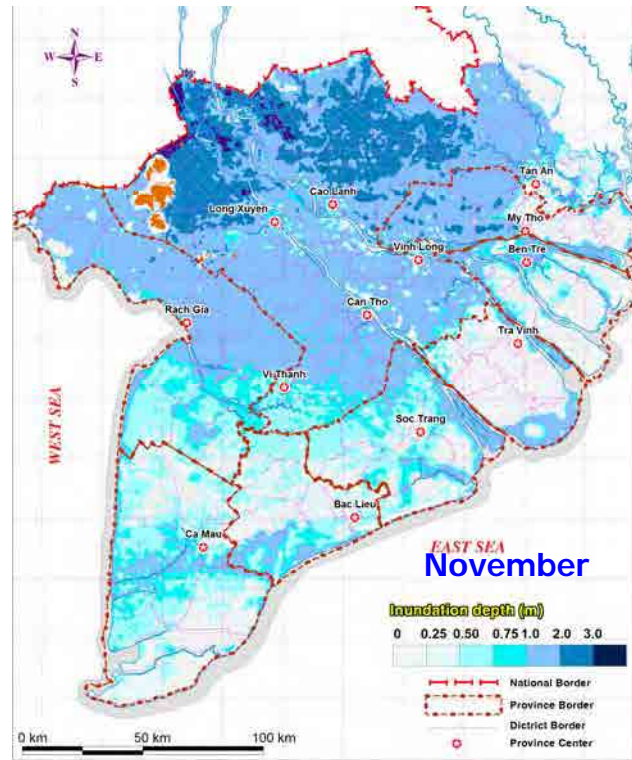 N
W E
S
Tan An
Cao Lanh
Long Xuyen
My Tho
Vinh Long
Ben Tre
Rach Gia
Can Tho
Tra Vinh
Vi Thanh
WEST SEA
Soc Trang
Bac Lieu
Ca Mau
EAST SEA
November
Inundation depth (m)
0 0.25 0.50 0.75 1.0 2.0 3.0
National Border
Province Border
District Border
Province Center
0 km 50 km 100 km